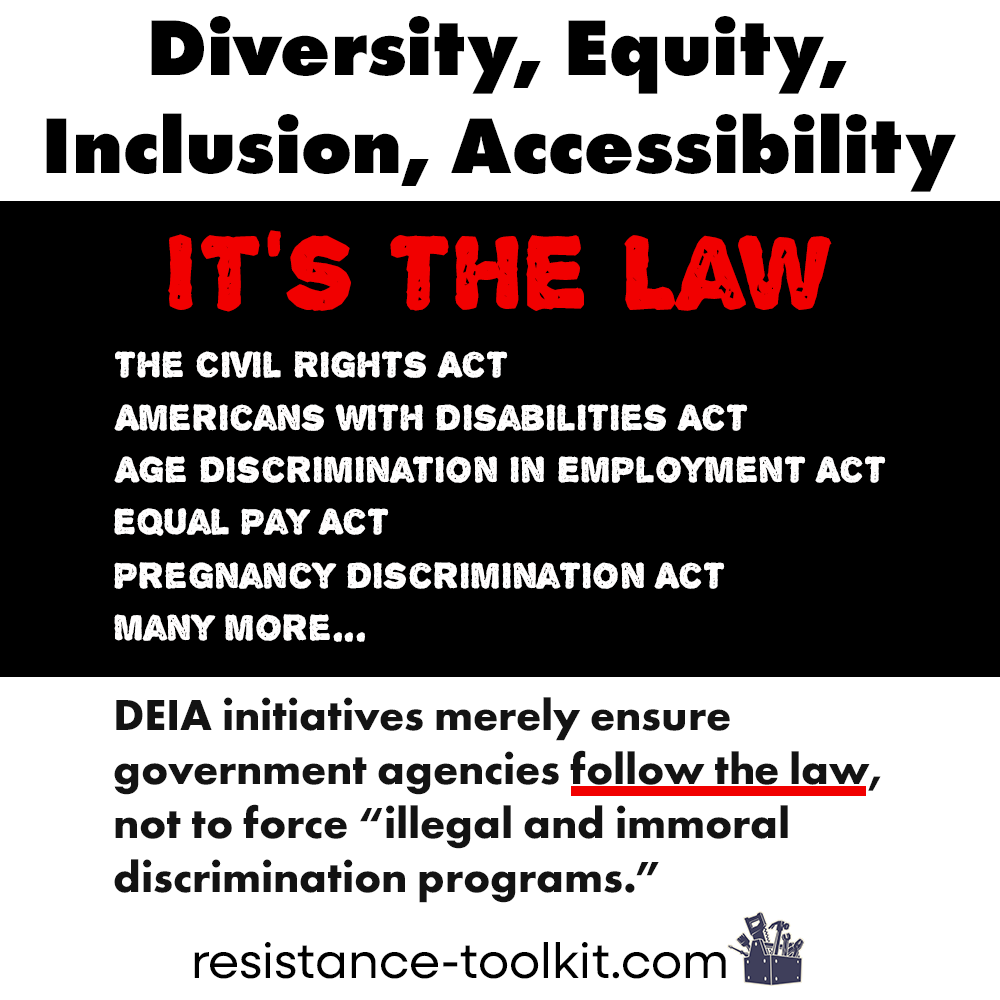 Diversity, Equity,
Inclusion, Accessibility
IT'S THE LAW
THE CIVIL RIGHTS ACT
AMERICANS WITH DISABILITIES ACT
AGE DISCRIMINATION IN EMPLOYMENT ACT
EQUAL PAY ACT
PREGNANCY DISCRIMINATION ACT
MANY MORE...
DEIA initiatives merely ensure
government agencies follow the law,
not to force “illegal and immoral
discrimination programs.”
resistance-toolkit.com